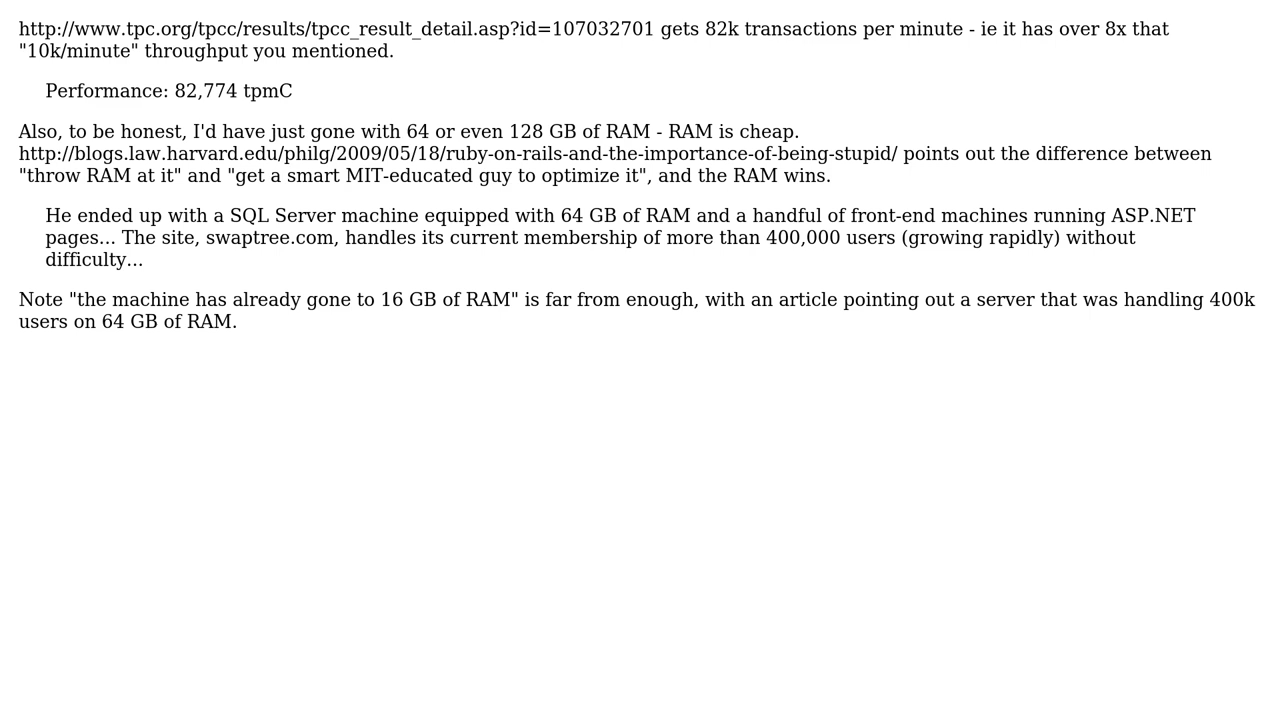 http://www.tpc.org/tpcc/results/tpcc_result_detail.asp?id=107032701 gets 82k transactions per minute - ie it has over 8x that
"10k/minute" throughput you mentioned.
Performance: 82,774 tpmC
Also, to be honest, I'd have just gone with 64 or even 128 GB of RAM - RAM is cheap.
http://blogs.law.harvard.edu/philg/2009/05/18/ruby-on-rails-and-the-importance-of-being-stupid/ points out the difference between
"throw RAM at it" and "get a smart MIT-educated guy to optimize it", and the RAM wins.
He ended up with a SQL Server machine equipped with 64 GB of RAM and a handful of front-end machines running ASP.NET
pages... The site, swaptree.com, handles its current membership of more than 400,000 users (growing rapidly) without
difficulty...
Note "the machine has already gone to 16 GB of RAM" is far from enough, with an article pointing out a server that was handling 400k
users on 64 GB of RAM.